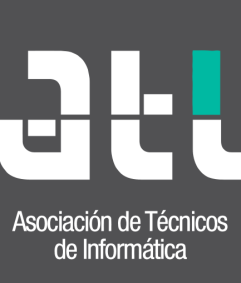 ati
Asociación de Técnicos
de Informática